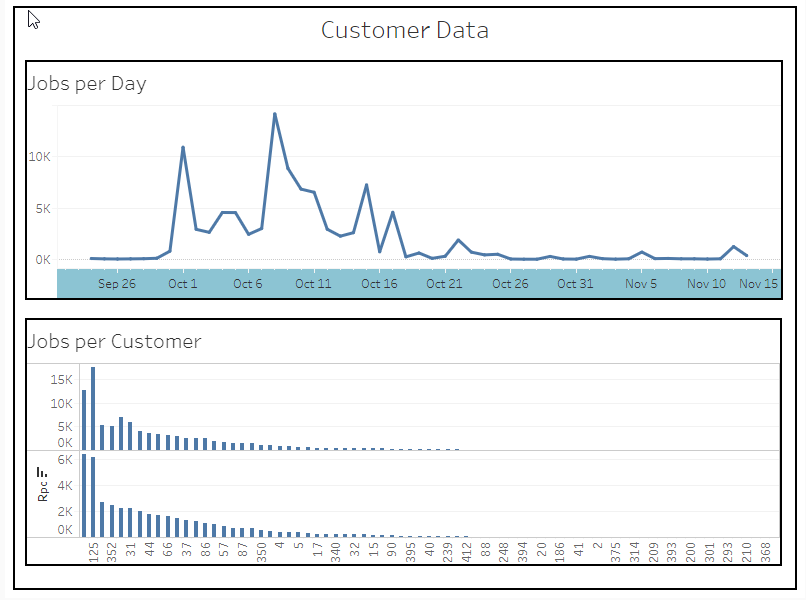 Customer Data
Jobs per Day
10K
5K
0K
Sep 26 Oct 1 Oct 6 Oct 11 Oct 16 Oct 21 Oct 26 Oct 31 Nov 5 Nov 10 Nov 15
Jobs per Customer
15K
10K
5K
0K
6K
4K
2K
0K
Rpc
125 352 31 44 66 37 86 57 87 350 4 5 17 340 32 15 90 395 40 239 412 88 248 394 20 186 41 2 375 314 209 393 200 301 293 210 368